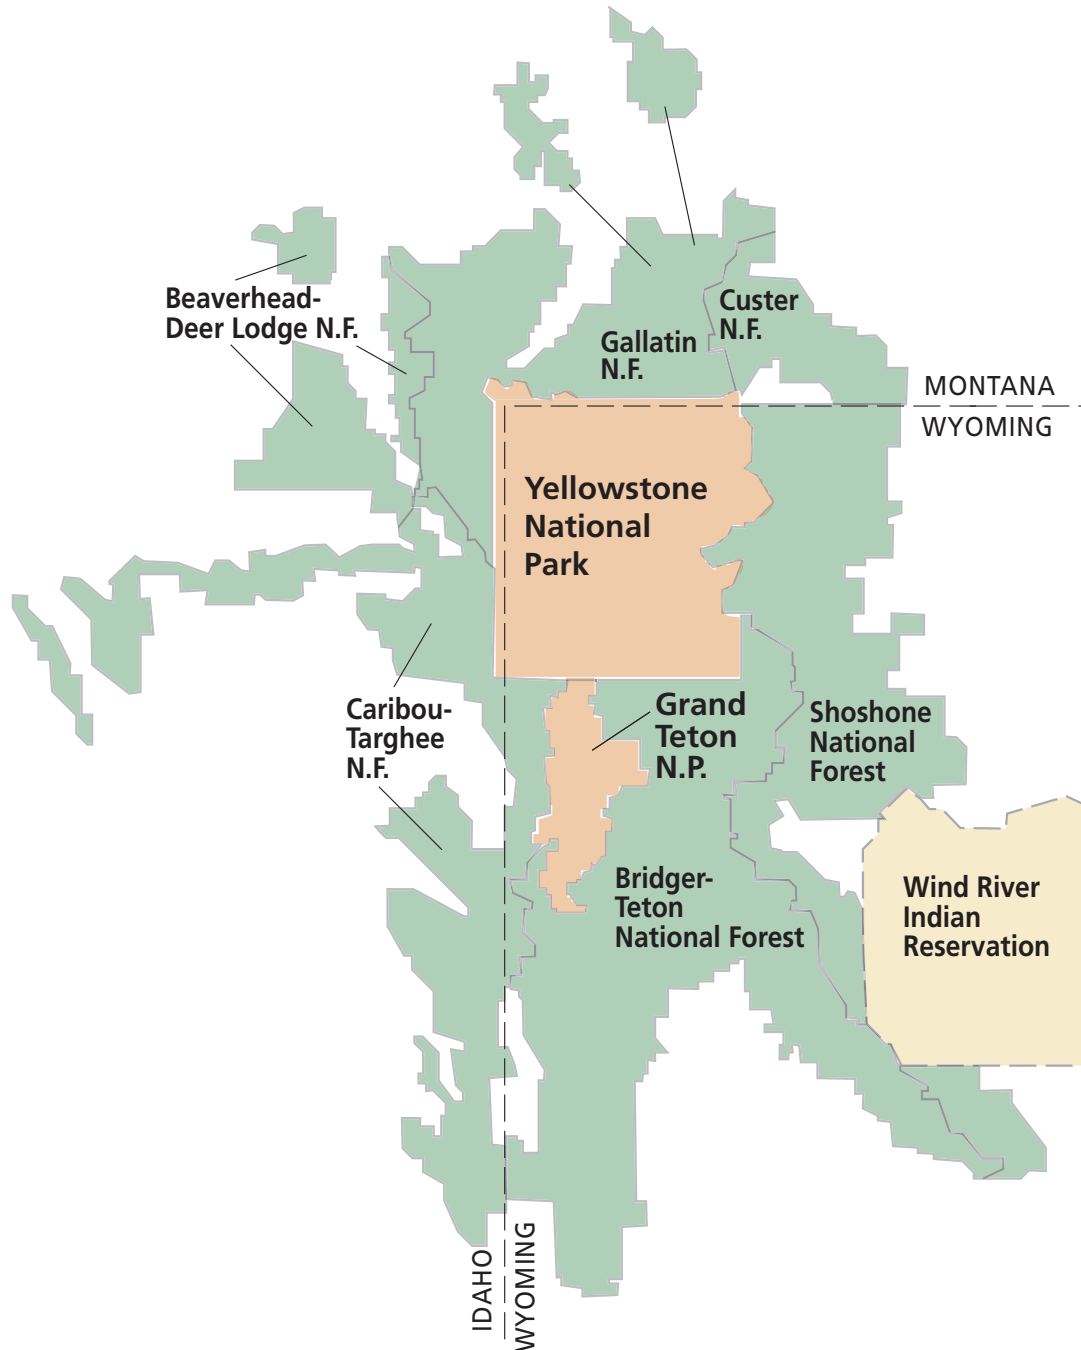 Beaverhead-
Deer Lodge N.F.
Custer
N.F.
Gallatin
N.F.
MONTANA
WYOMING
Yellowstone
National
Park
Caribou-
Targhee
N.F.
Grand
Teton
N.P.
Shoshone
National
Forest
Bridger-
Teton
National Forest
Wind River
Indian
Reservation
IDAHO
WYOMING